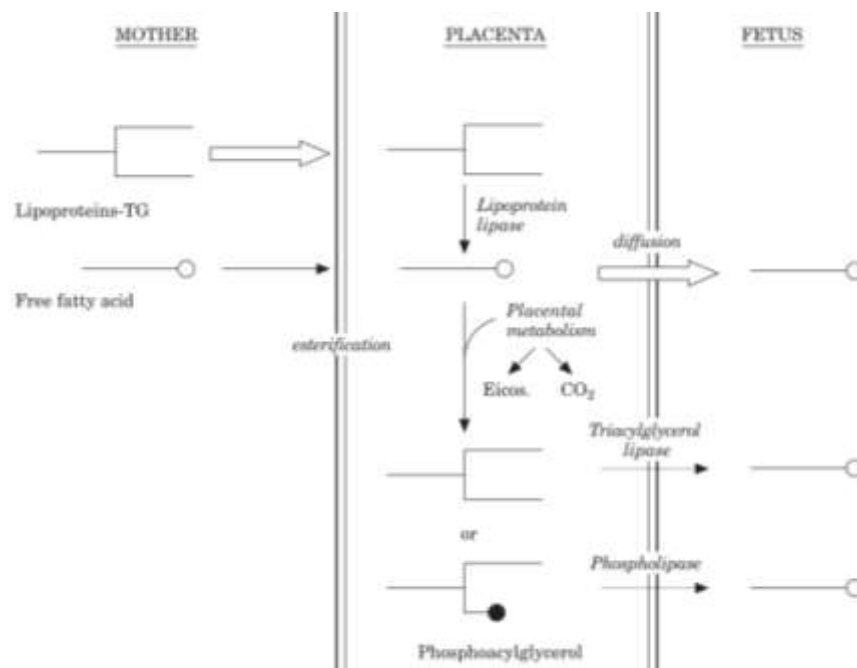 MOTHER
PLACENTA
FETUS
Lipoproteins-TG
Lipoprotein
lipase
diffusion
Free fatty acid
Placental
metabolism
esterification
Eicos.
CO₂
Triacylglycerol
lipase
or
Phospholipase
Phosphoacylglycerol